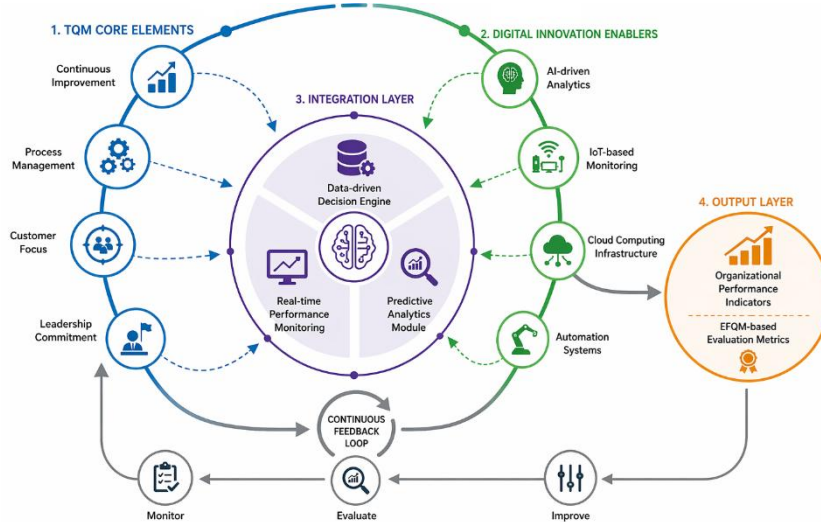 1. TQM CORE ELEMENTS
Continuous
Improvement
Process
Management
Customer
Focus
Leadership
Commitment
2. DIGITAL INNOVATION ENABLERS
AI-driven
Analytics
IoT-based
Monitoring
Cloud Computing
Infrastructure
Automation
Systems
3. INTEGRATION LAYER
Data-driven
Decision Engine
Real-time
Performance
Monitoring
Predictive
Analytics
Module
4. OUTPUT LAYER
Organizational
Performance
Indicators
EFQM-based
Evaluation Metrics
CONTINUOUS
FEEDBACK
LOOP
Monitor
Evaluate
Improve